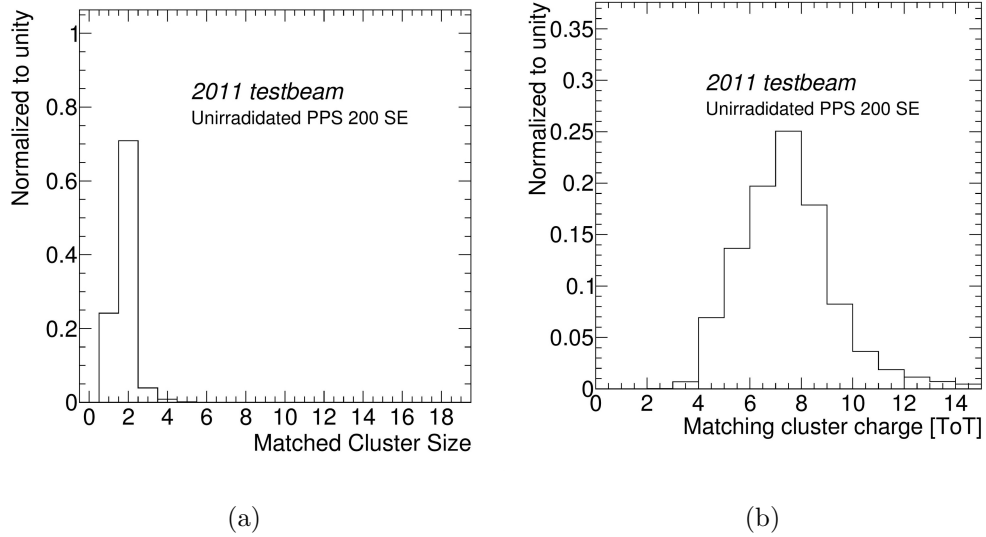 Normalized to unity
1
0.8
0.6
0.4
0.2
0
2011 testbeam
Unirradidated PPS 200 SE
0 2 4 6 8 10 12 14 16 18
Matched Cluster Size
(a)
Normalized to unity
0.35
0.3
0.25
0.2
0.15
0.1
0.05
0
2011 testbeam
Unirradidated PPS 200 SE
0 2 4 6 8 10 12 14
Matching cluster charge [ToT]
(b)